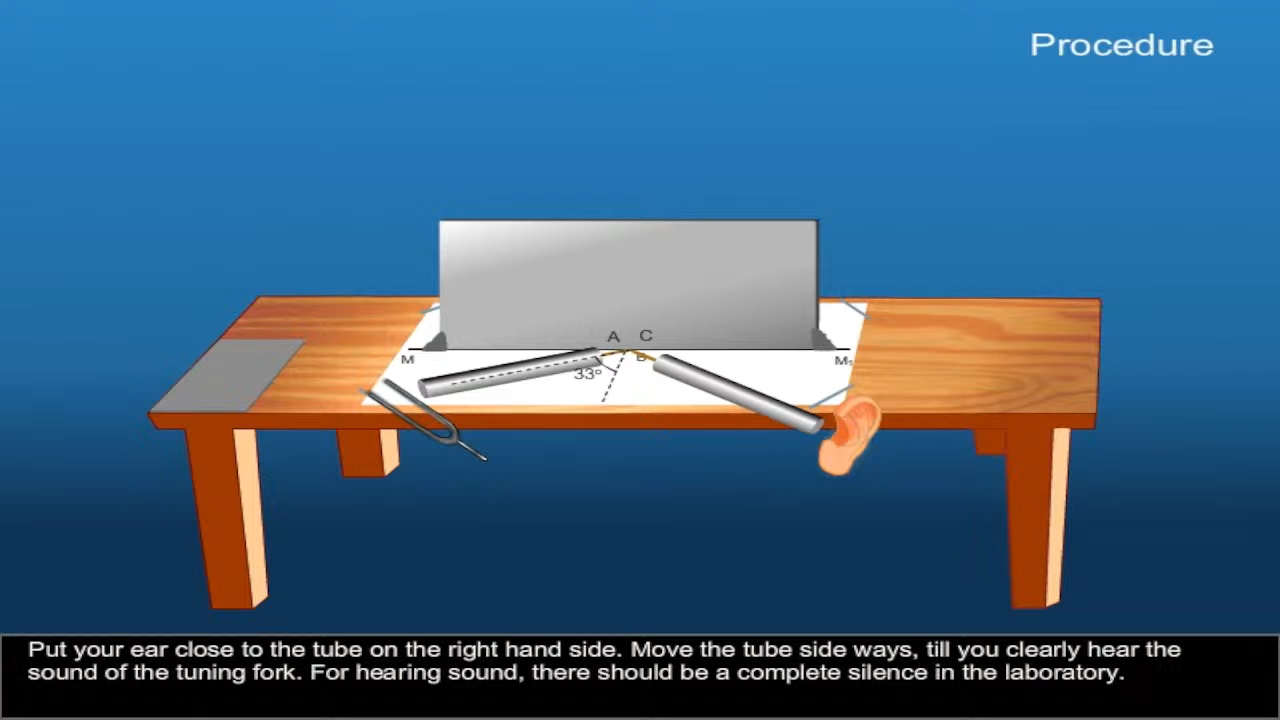 Procedure
A C
M
B
M₁
33°
Put your ear close to the tube on the right hand side. Move the tube side ways, till you clearly hear the
sound of the tuning fork. For hearing sound, there should be a complete silence in the laboratory.